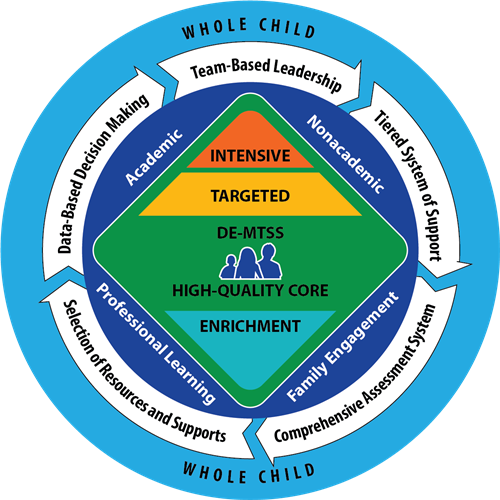 WHOLE CHILD
Team-Based Leadership
Tiered System of Support
Comprehensive Assessment System
Selection of Resources and Supports
Data-Based Decision Making
Academic
Nonacademic
INTENSIVE
TARGETED
DE-MTSS
HIGH-QUALITY CORE
ENRICHMENT
Professional Learning
Family Engagement
WHOLE CHILD